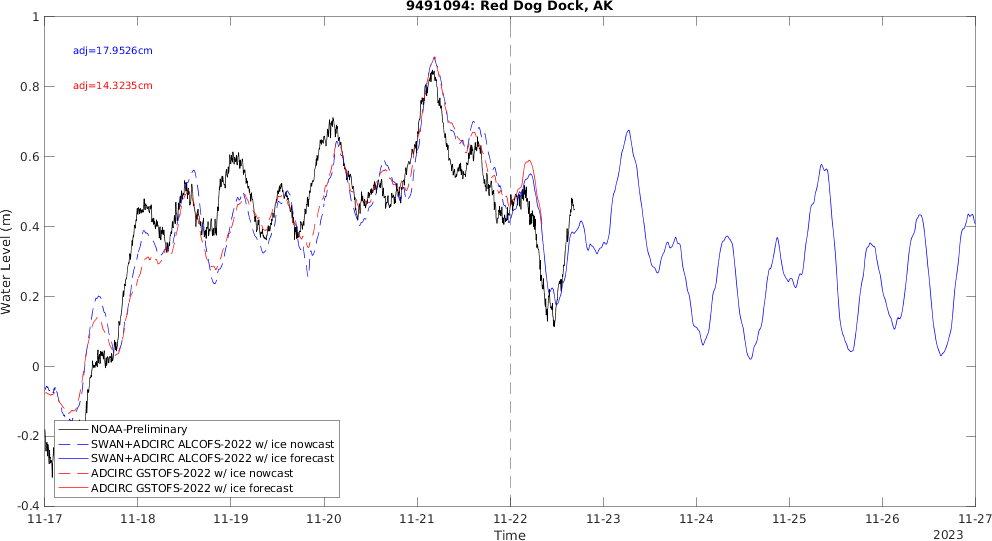 9491094: Red Dog Dock, AK
adj=17.9526cm
adj=14.3235cm
Water Level (m)
1
0.8
0.6
0.4
0.2
0
-0.2
-0.4
NOAA-Preliminary
SWAN+ADCIRC ALCOFS-2022 w/ ice nowcast
SWAN+ADCIRC ALCOFS-2022 w/ ice forecast
ADCIRC GSTOFS-2022 w/ ice nowcast
ADCIRC GSTOFS-2022 w/ ice forecast
11-17 11-18 11-19 11-20 11-21 11-22 11-23 11-24 11-25 11-26 11-27
Time
2023